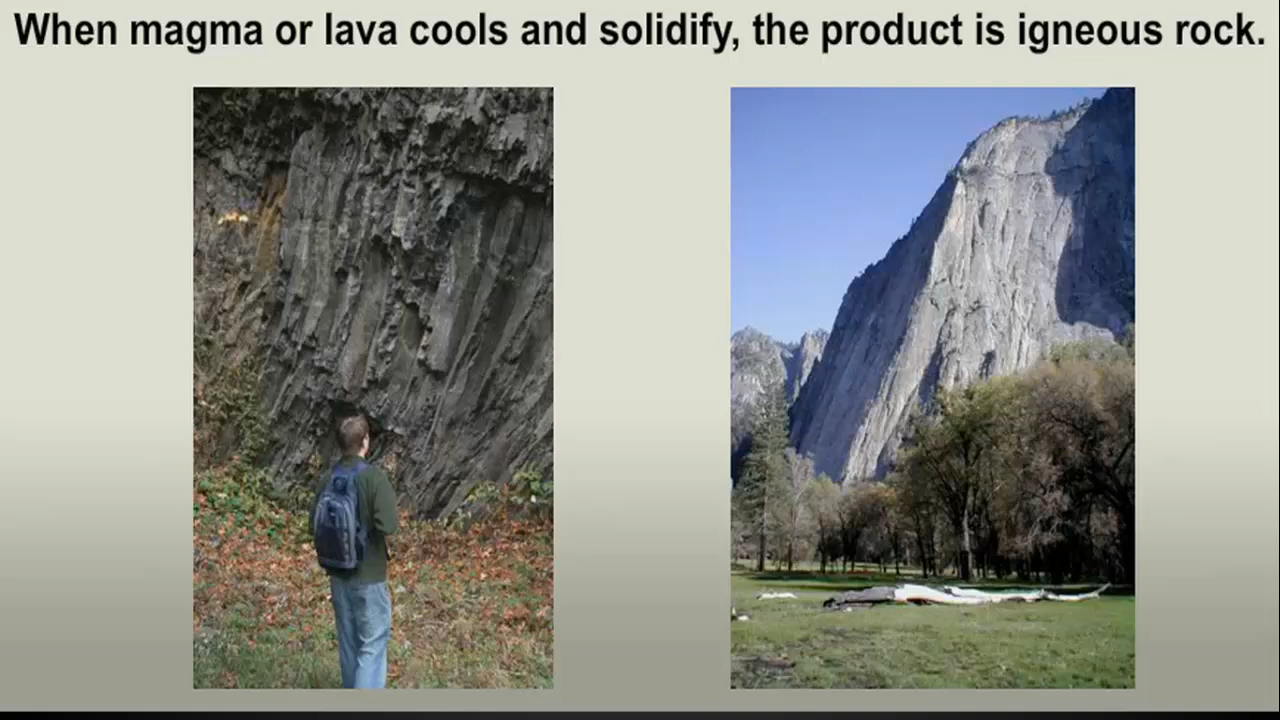 When magma or lava cools and solidify, the product is igneous rock.